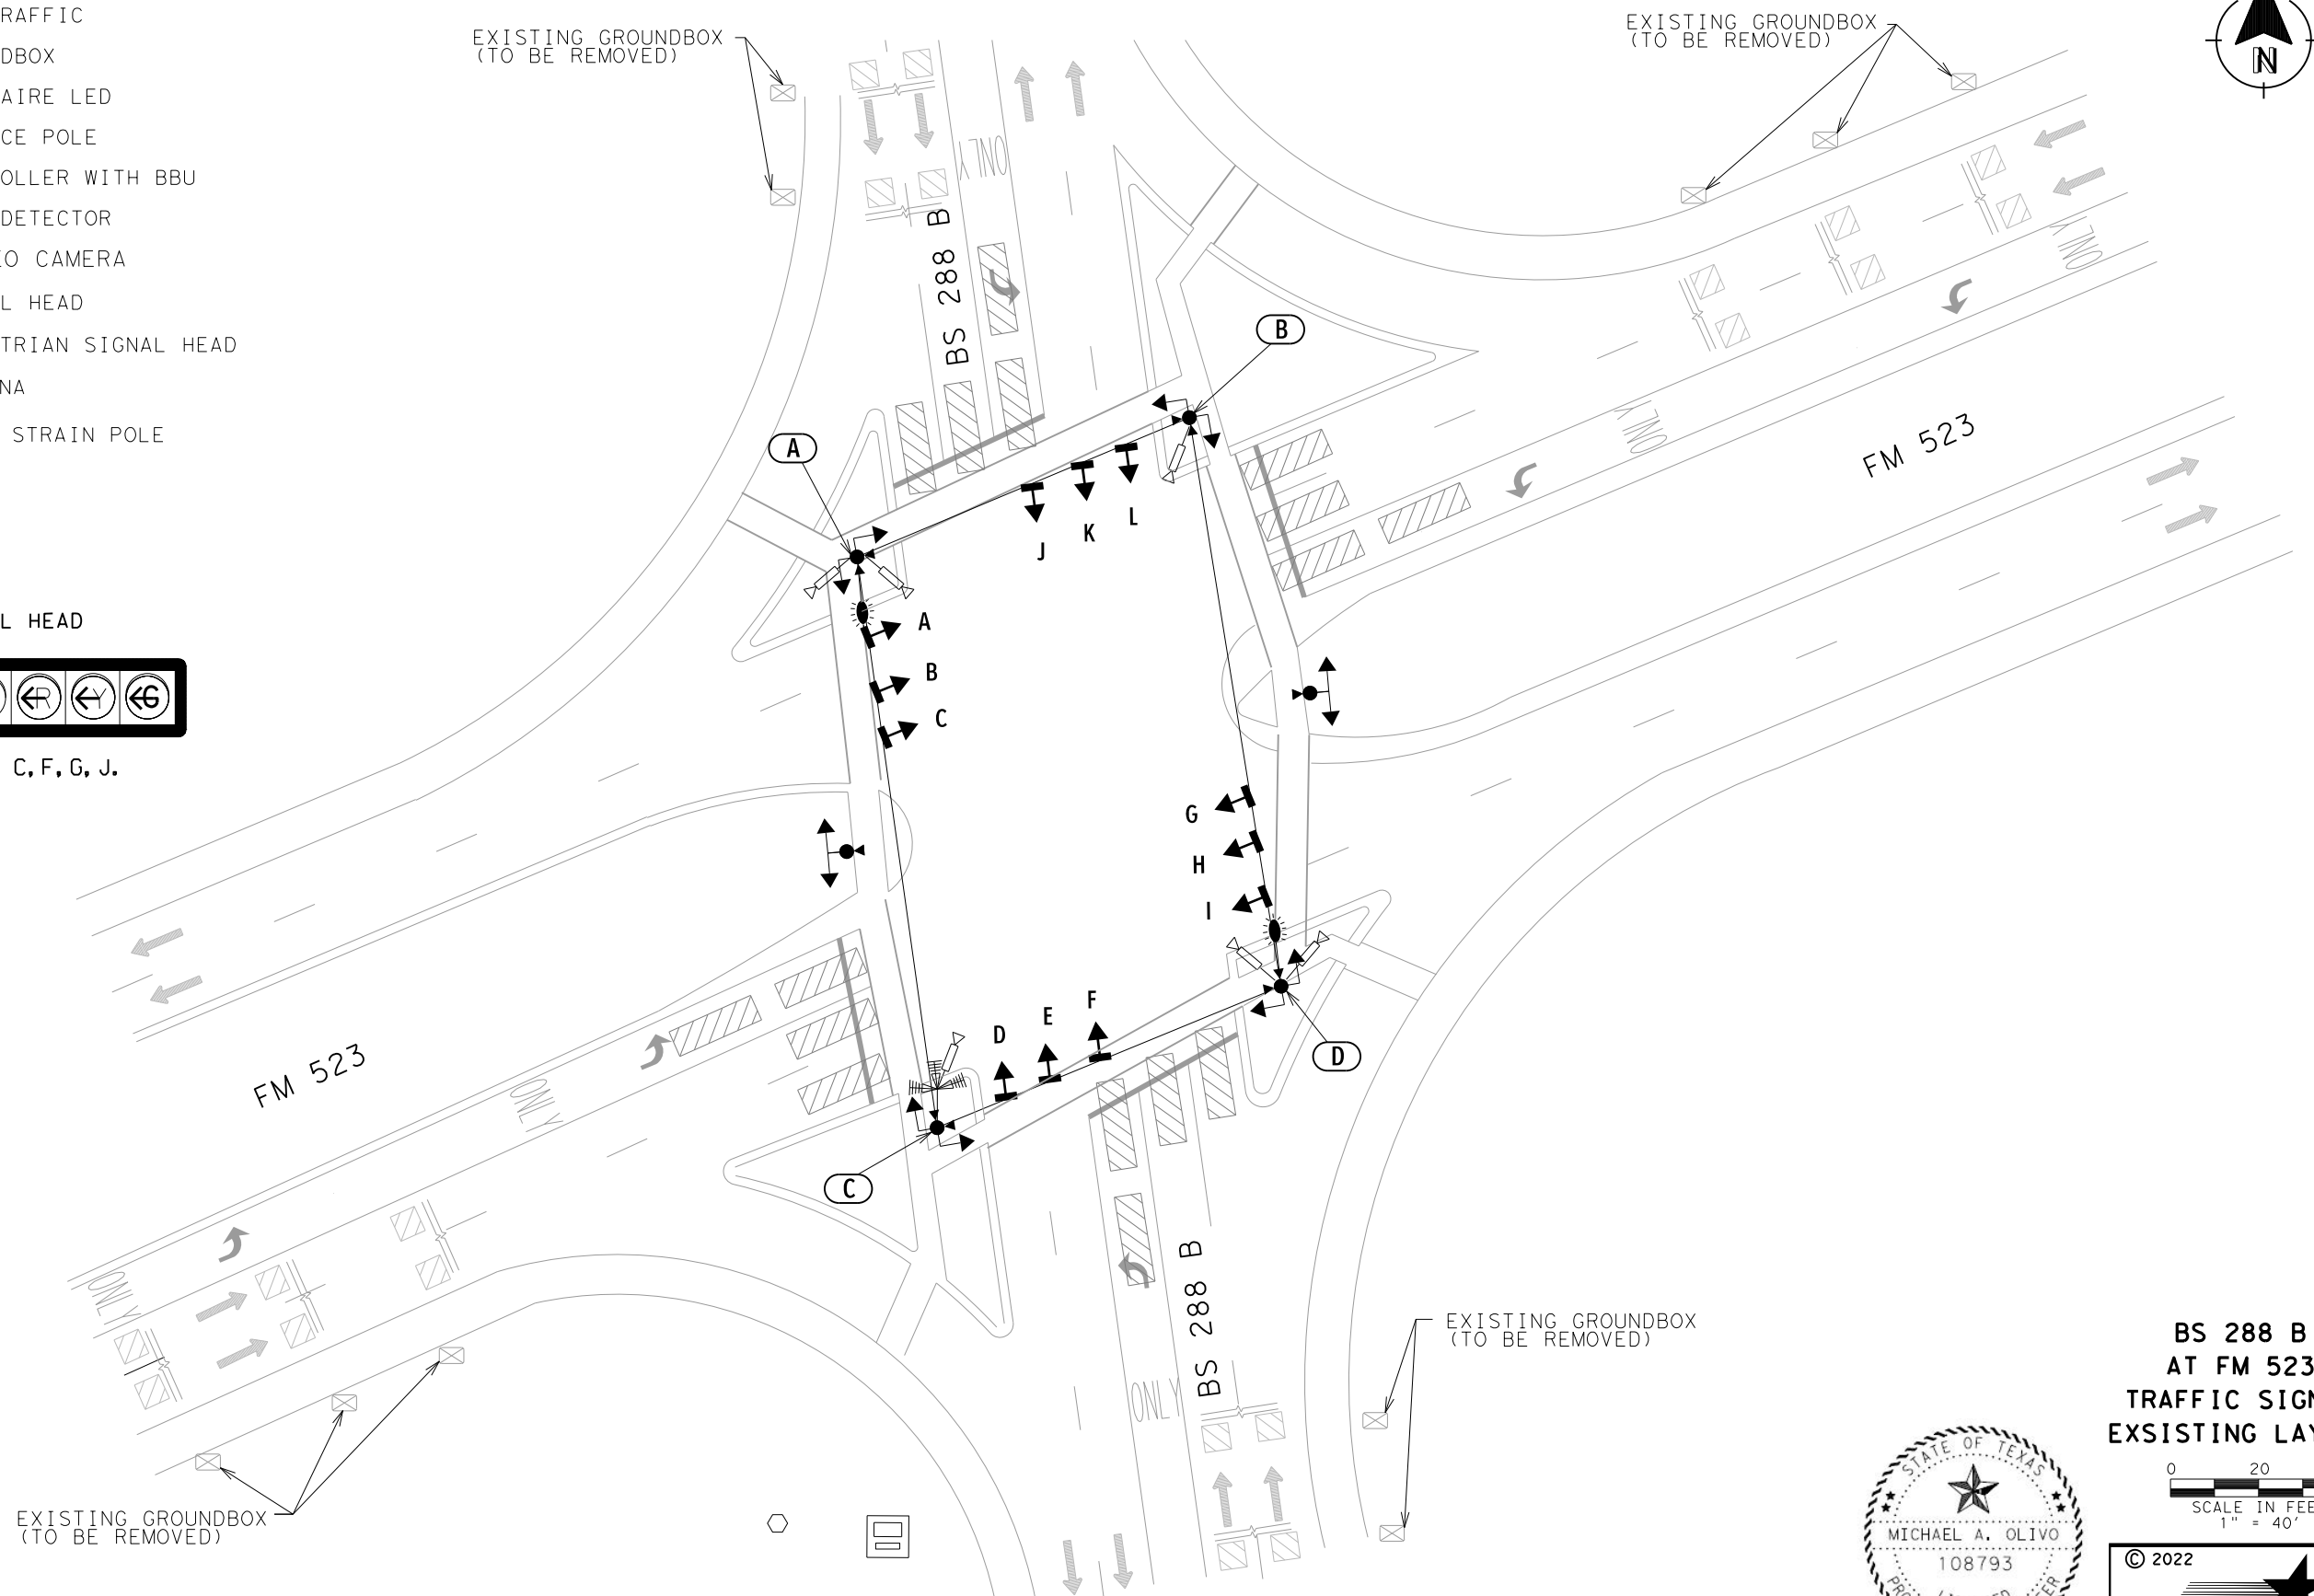 RAFFIC
DBOX
AIRE LED
CE POLE
OLLER WITH BBU
DETECTOR
EO CAMERA
L HEAD
TRIAN SIGNAL HEAD
NA
STRAIN POLE
L HEAD
R Y G
C, F, G, J.
EXISTING GROUNDBOX
(TO BE REMOVED)
EXISTING GROUNDBOX
(TO BE REMOVED)
N
ONLY
BS 288 B
ONLY
ONLY
FM 523
A
B
J
K
L
A
B
C
G
H
I
D
E
F
C
D
FM 523
ONLY
ONLY
BS 288 B
ONLY
EXISTING GROUNDBOX
(TO BE REMOVED)
EXISTING GROUNDBOX
(TO BE REMOVED)
BS 288 B
AT FM 523
TRAFFIC SIGN
EXSISTING LAY
0 20
SCALE IN FEE
1" = 40'
STATE OF TEXAS
MICHAEL A. OLIVO
108793
© 2022